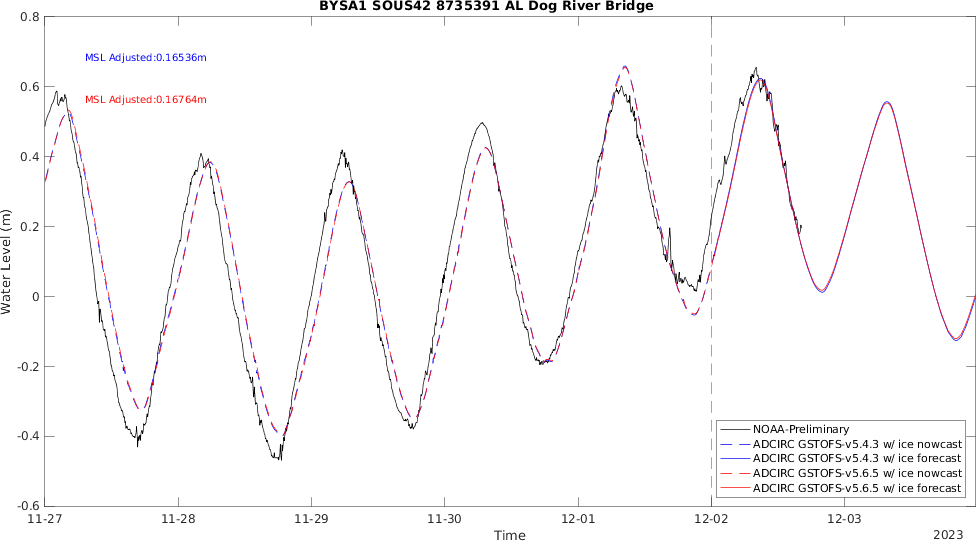 BYSA1 SOUS42 8735391 AL Dog River Bridge
0.8
MSL Adjusted:0.16536m
0.6
MSL Adjusted:0.16764m
0.4
0.2
Water Level (m)
0
-0.2
-0.4
-0.6
NOAA-Preliminary
ADCIRC GSTOFS-v5.4.3 w/ ice nowcast
ADCIRC GSTOFS-v5.4.3 w/ ice forecast
ADCIRC GSTOFS-v5.6.5 w/ ice nowcast
ADCIRC GSTOFS-v5.6.5 w/ ice forecast
11-27 11-28 11-29 11-30 12-01 12-02 12-03
Time
2023